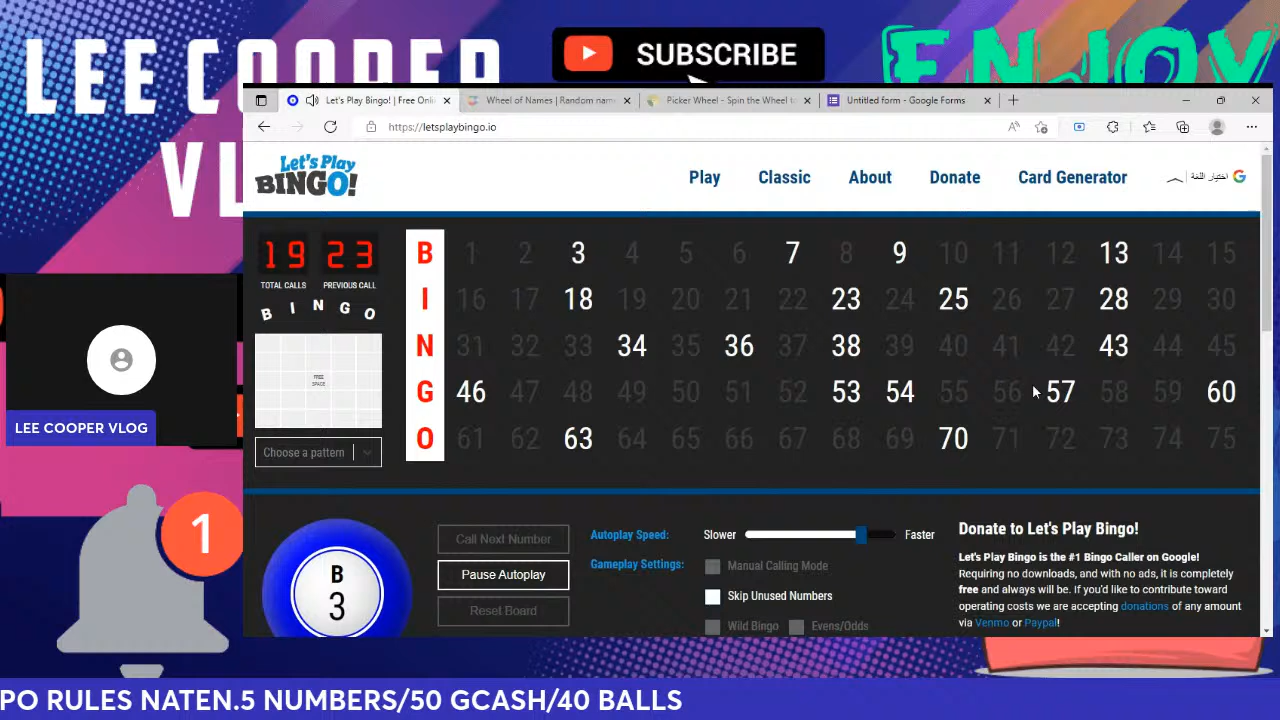 LEE COOPER
VL
SUBSCRIBE
ENJOY
Let's Play Bingo! | Free Onli
Wheel of Names | Random nam
Picker Wheel - Spin the Wheel to
Untitled form - Google Forms
https://letsplaybingo.io
Let's Play
BINGO!
Play
Classic
About
Donate
Card Generator
اختيار اللغة
19 23
TOTAL CALLS
PREVIOUS CALL
B I N G O
FREE
SPACE
Choose a pattern
B 1 2 3 4 5 6 7 8 9 10 11 12 13 14 15
I 16 17 18 19 20 21 22 23 24 25 26 27 28 29 30
N 31 32 33 34 35 36 37 38 39 40 41 42 43 44 45
G 46 47 48 49 50 51 52 53 54 55 56 57 58 59 60
O 61 62 63 64 65 66 67 68 69 70 71 72 73 74 75
LEE COOPER VLOG
1
B
3
Call Next Number
Pause Autoplay
Reset Board
Autoplay Speed:
Slower
Faster
Gameplay Settings:
Manual Calling Mode
Skip Unused Numbers
Wild Bingo
Evens/Odds
Donate to Let's Play Bingo!
Let's Play Bingo is the #1 Bingo Caller on Google!
Requiring no downloads, and with no ads, it is completely
free and always will be. If you'd like to contribute toward
operating costs we are accepting donations of any amount
via Venmo or Paypal!
PO RULES NATEN.5 NUMBERS/50 GCASH/40 BALLS